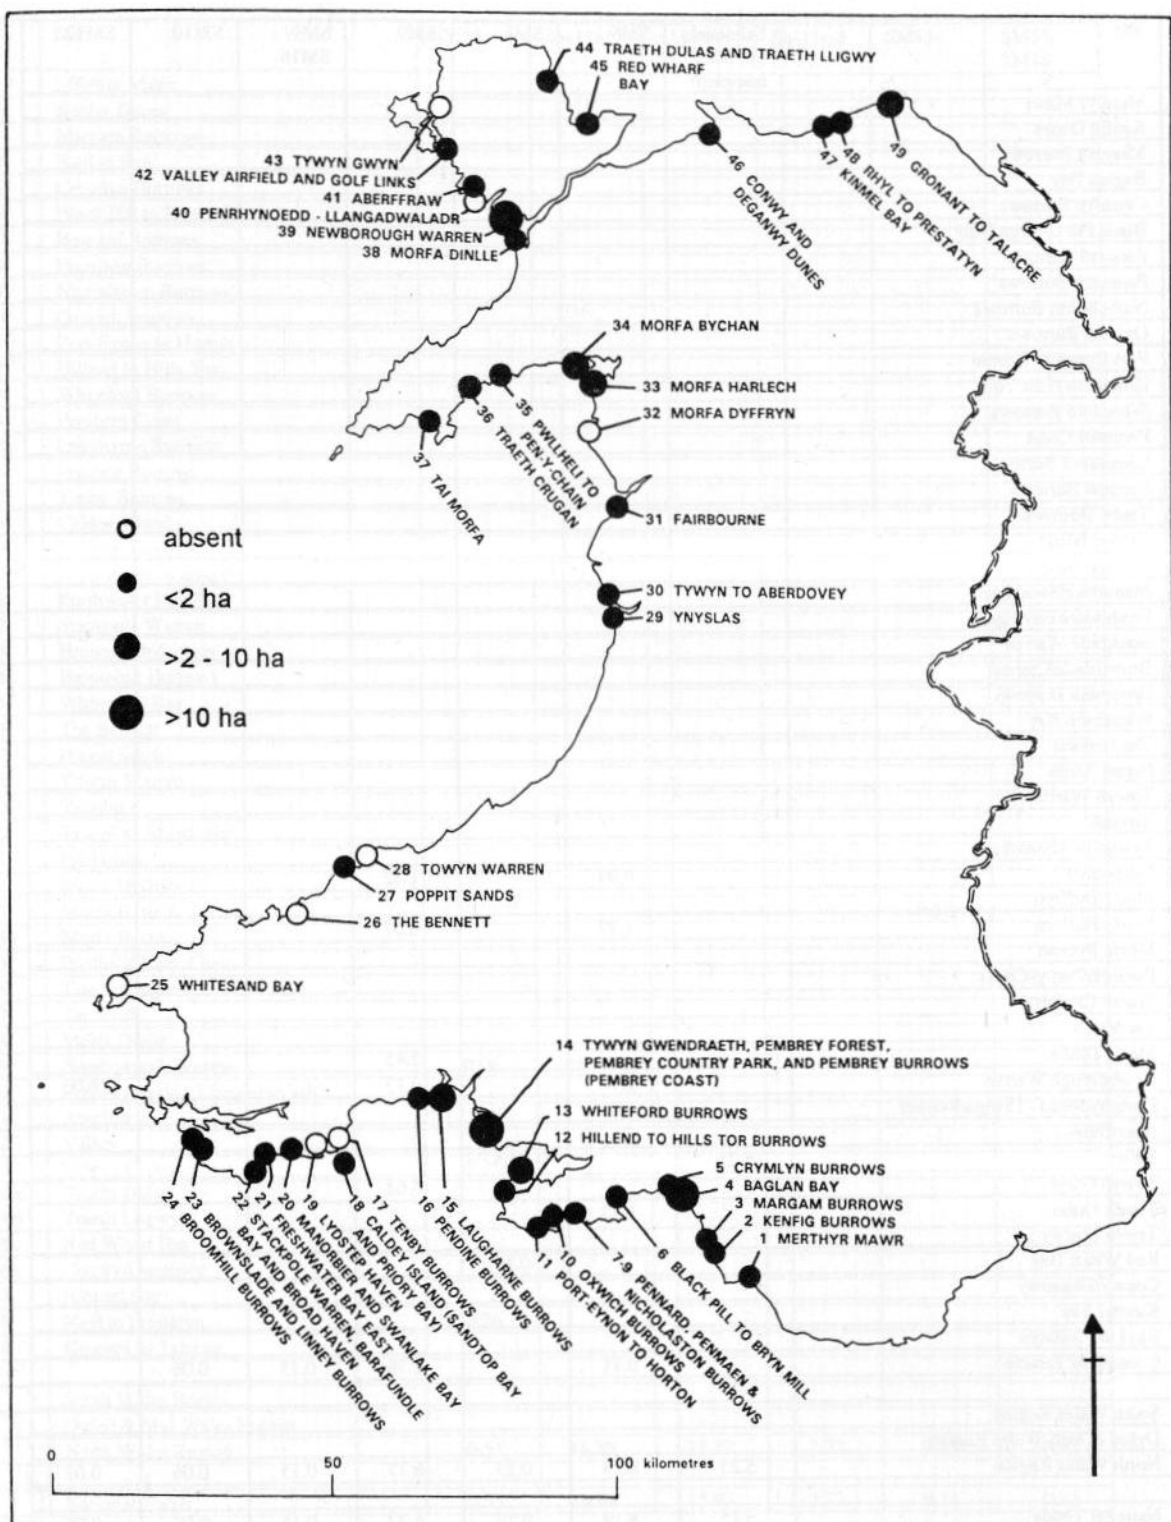 44 TRAETH DULAS AND TRAETH LLIGWY
45 RED WHARF
BAY
43 TYWYN GWYN
42 VALLEY AIRFIELD AND GOLF LINKS
41 ABERFFRAW
40 PENRHYNOEDD - LLANGADWALADR
39 NEWBOROUGH WARREN
38 MORFA DINLLE
46 CONWY AND
DEGANWY DUNES
47 KINMEL BAY
48 RHYL TO PRESTATYN
49 GRONANT TO TALACRE
34 MORFA BYCHAN
33 MORFA HARLECH
32 MORFA DYFFRYN
35 PWLLHELI TO
PEN-Y-CHAIN
36 TRAETH CRUGAN
37 TAI MORFA
31 FAIRBOURNE
30 TYWYN TO ABERDOVEY
29 YNYSLAS
absent
<2 ha
>2 - 10 ha
>10 ha
28 TOWYN WARREN
27 POPPIT SANDS
26 THE BENNETT
25 WHITESAND BAY
14 TYWYN GWENDRAETH, PEMBREY FOREST,
PEMBREY COUNTRY PARK, AND PEMBREY BURROWS
(PEMBREY COAST)
13 WHITEFORD BURROWS
12 HILLEND TO HILLS TOR BURROWS
5 CRYMLYN BURROWS
4 BAGLAN BAY
3 MARGAM BURROWS
2 KENFIG BURROWS
1 MERTHYR MAWR
6 BLACK PILL TO BRYN MILL
7-9 PENNARD, PENMAEN &
NICHOLASTON BURROWS
10 OXWICH BURROWS
11 PORT-EYNON TO HORTON
15 LAUGHARNE BURROWS
16 PENDINE BURROWS
17 TENBY BURROWS
18 CALDEY ISLAND (SANDTOP BAY
AND PRIORY BAY)
19 LYDSTEP HAVEN
20 MANORBIER AND SWANLAKE BAY
21 FRESHWATER BAY EAST
22 STACKPOLE WARREN, BARAFUNDLE
BAY AND BROAD HAVEN
23 BROWNSLADE AND LINNEY BURROWS
24 BROOMHILL BURROWS
0 50 100 kilometres